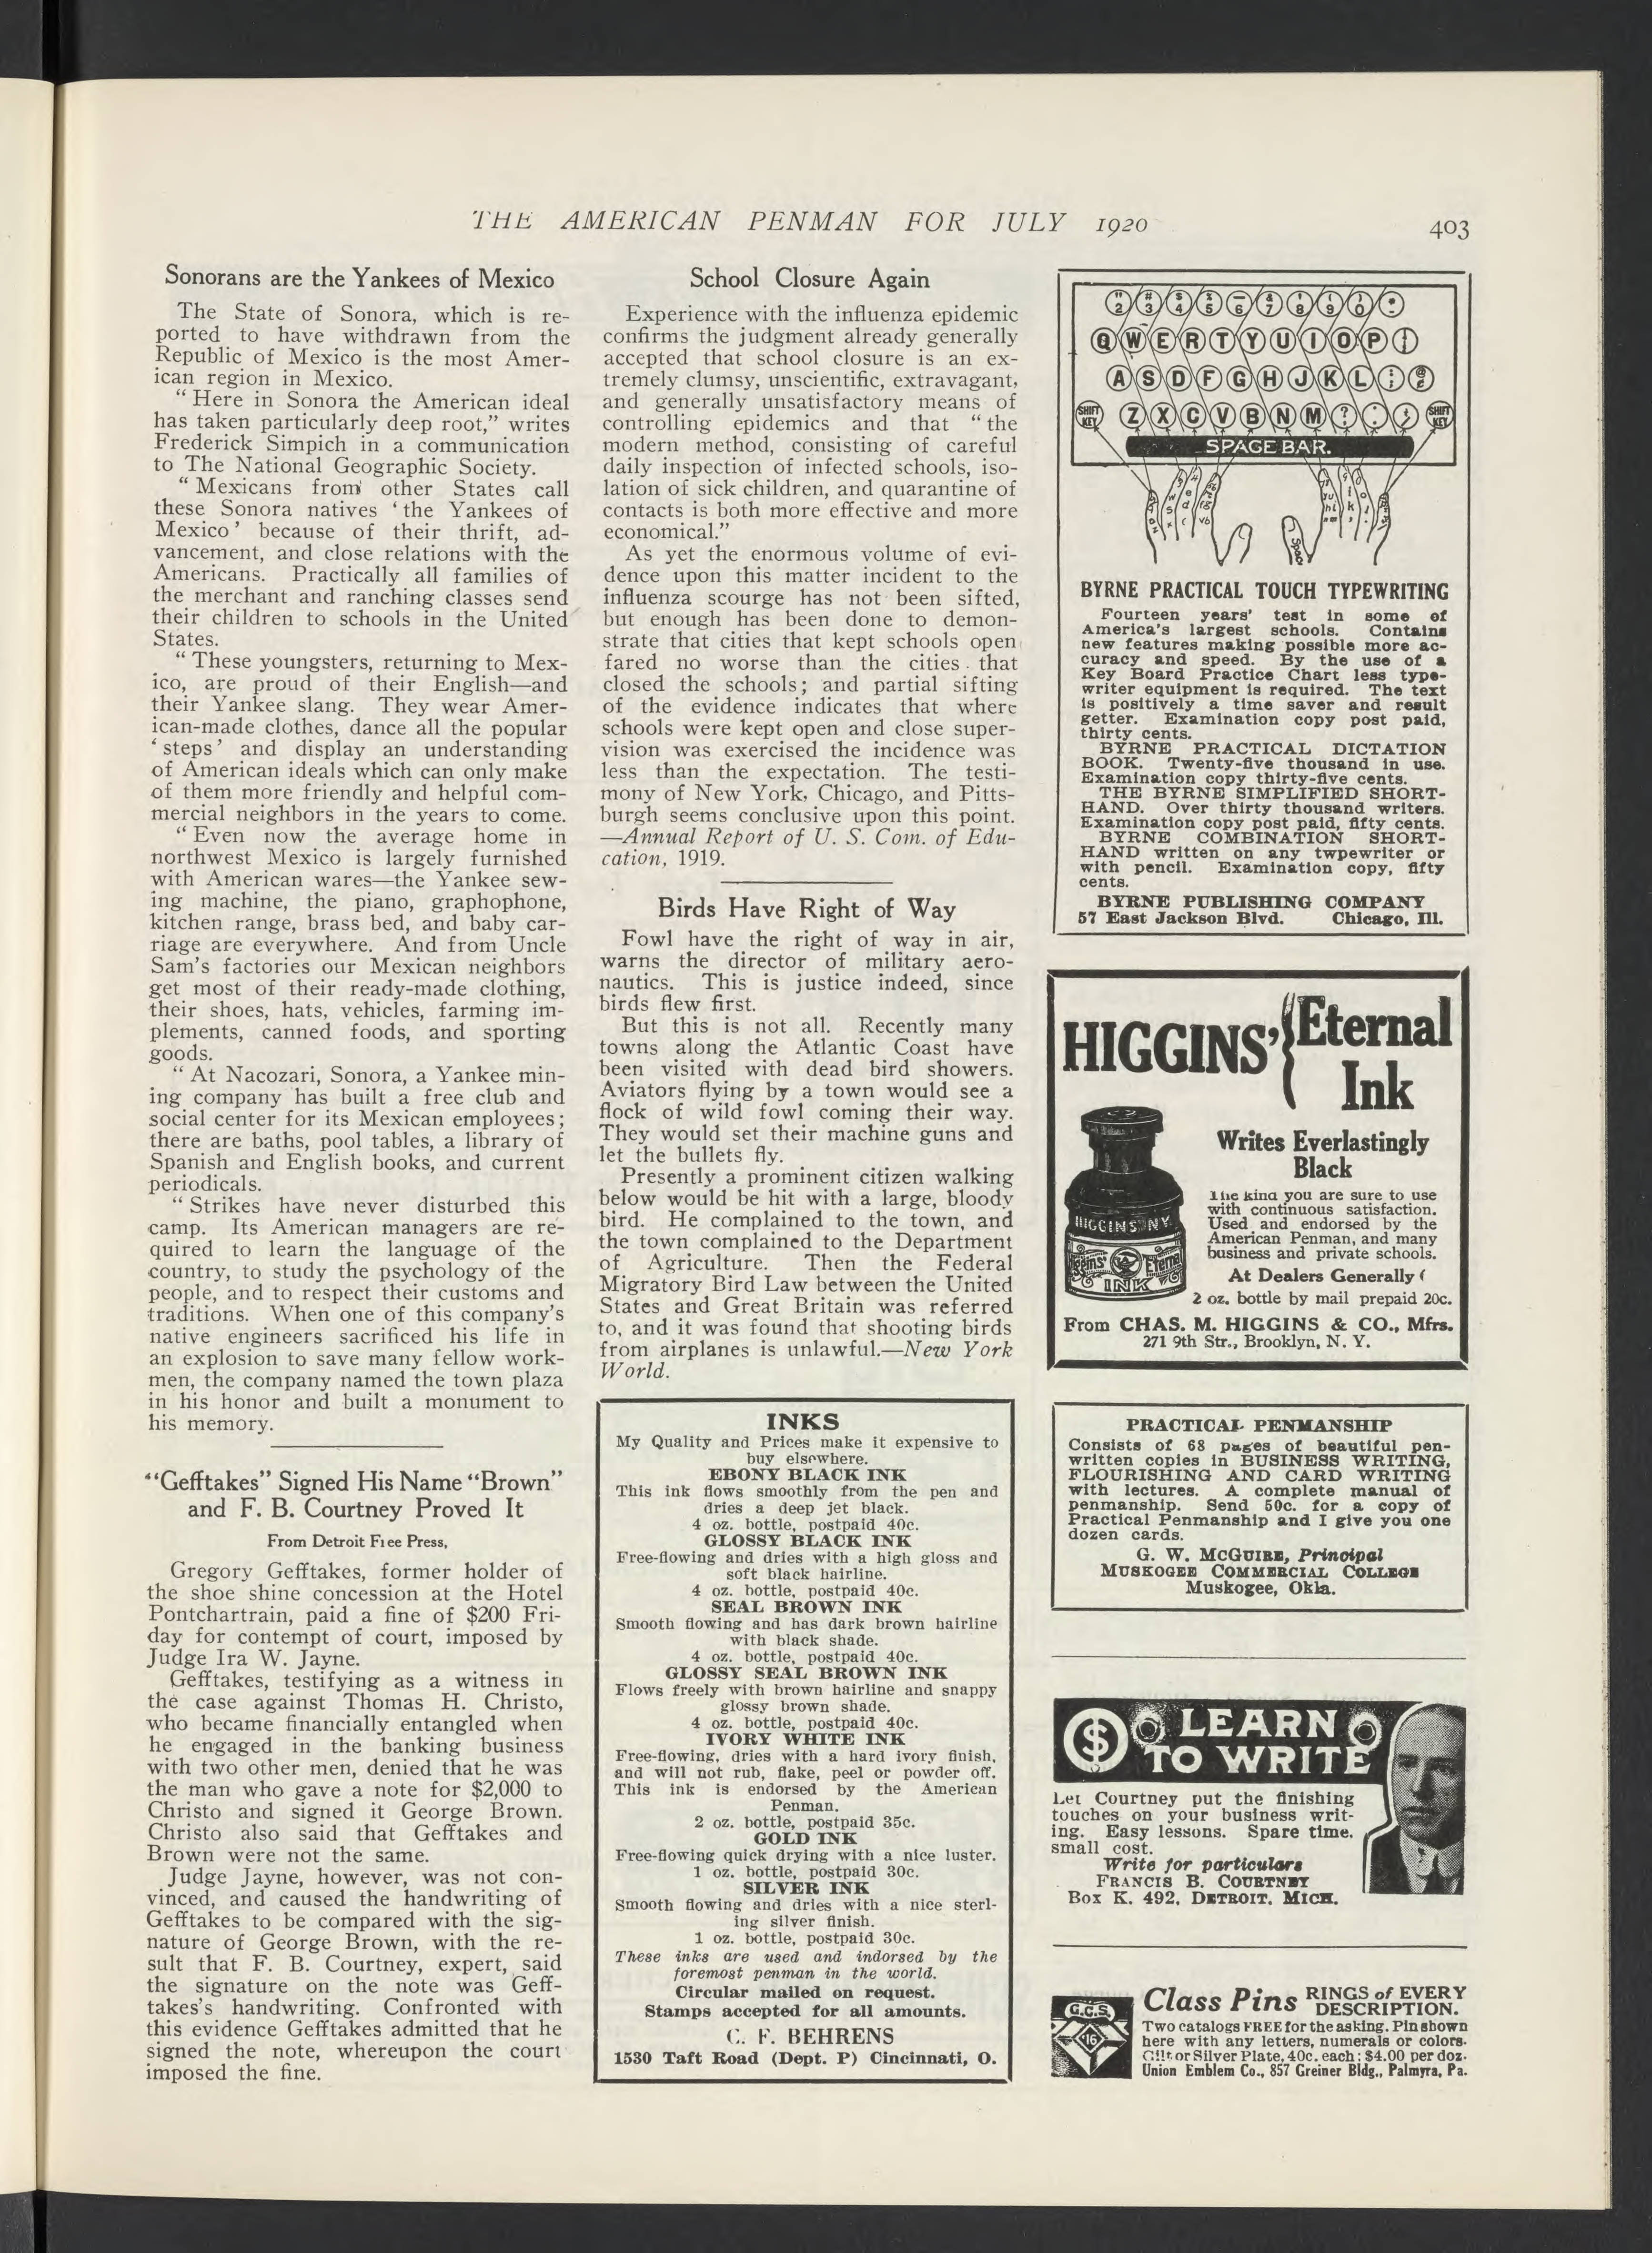 THE AMERICAN PENMAN FOR JULY 1920
403
Sonorans are the Yankees of Mexico
The State of Sonora, which is re-
ported to have withdrawn from the
Republic of Mexico is the most Amer-
ican region in Mexico.
“Here in Sonora the American ideal
has taken particularly deep root,” writes
Frederick Simpich in a communication
to The National Geographic Society.
“Mexicans from other States call
these Sonora natives ‘the Yankees of
Mexico’ because of their thrift, ad-
vancement, and close relations with the
Americans. Practically all families of
the merchant and ranching classes send
their children to schools in the United
States.
“These youngsters, returning to Mex-
ico, are proud of their English—and
their Yankee slang. They wear Amer-
ican-made clothes, dance all the popular
‘steps’ and display an understanding
of American ideals which can only make
of them more friendly and helpful com-
mercial neighbors in the years to come.
“Even now the average home in
northwest Mexico is largely furnished
with American wares—the Yankee sew-
ing machine, the piano, graphophone,
kitchen range, brass bed, and baby car-
riage are everywhere. And from Uncle
Sam's factories our Mexican neighbors
get most of their ready-made clothing,
their shoes, hats, vehicles, farming im-
plements, canned foods, and sporting
goods.
“At Nacozari, Sonora, a Yankee min-
ing company has built a free club and
social center for its Mexican employees;
there are baths, pool tables, a library of
Spanish and English books, and current
periodicals.
“Strikes have never disturbed this
camp. Its American managers are re-
quired to learn the language of the
country, to study the psychology of the
people, and to respect their customs and
traditions. When one of this company's
native engineers sacrificed his life in
an explosion to save many fellow work-
men, the company named the town plaza
in his honor and built a monument to
his memory.
“Gefftakes” Signed His Name “Brown”
and F. B. Courtney Proved It
From Detroit Free Press,
Gregory Gefftakes, former holder of
the shoe shine concession at the Hotel
Pontchartrain, paid a fine of $200 Fri-
day for contempt of court, imposed by
Judge Ira W. Jayne.
Gefftakes, testifying as a witness in
the case against Thomas H. Christo,
who became financially entangled when
he engaged in the banking business
with two other men, denied that he was
the man who gave a note for $2,000 to
Christo and signed it George Brown.
Christo also said that Gefftakes and
Brown were not the same.
Judge Jayne, however, was not con-
vinced, and caused the handwriting of
Gefftakes to be compared with the sig-
nature of George Brown, with the re-
sult that F. B. Courtney, expert, said
the signature on the note was Geff-
takes's handwriting. Confronted with
this evidence Gefftakes admitted that he
signed the note, whereupon the court
imposed the fine.
School Closure Again
Experience with the influenza epidemic
confirms the judgment already generally
accepted that school closure is an ex-
tremely clumsy, unscientific, extravagant,
and generally unsatisfactory means of
controlling epidemics and that “the
modern method, consisting of careful
daily inspection of infected schools, iso-
lation of sick children, and quarantine of
contacts is both more effective and more
economical.”
As yet the enormous volume of evi-
dence upon this matter incident to the
influenza scourge has not been sifted,
but enough has been done to demon-
strate that cities that kept schools open
fared no worse than the cities that
closed the schools; and partial sifting
of the evidence indicates that where
schools were kept open and close super-
vision was exercised the incidence was
less than the expectation. The testi-
mony of New York, Chicago, and Pitts-
burgh seems conclusive upon this point.
—Annual Report of U. S. Com. of Edu-
cation, 1919.
Birds Have Right of Way
Fowl have the right of way in air,
warns the director of military aero-
nautics. This is justice indeed, since
birds flew first.
But this is not all. Recently many
towns along the Atlantic Coast have
been visited with dead bird showers.
Aviators flying by a town would see a
flock of wild fowl coming their way.
They would set their machine guns and
let the bullets fly.
Presently a prominent citizen walking
below would be hit with a large, bloody
bird. He complained to the town, and
the town complained to the Department
of Agriculture. Then the Federal
Migratory Bird Law between the United
States and Great Britain was referred
to, and it was found that shooting birds
from airplanes is unlawful.—New York
World.
INKS
My Quality and Prices make it expensive to
buy elsewhere.
EBONY BLACK INK
This ink flows smoothly from the pen and
dries a deep jet black.
4 oz. bottle, postpaid 40c.
GLOSSY BLACK INK
Free-flowing and dries with a high gloss and
soft black hairline.
4 oz. bottle, postpaid 40c.
SEAL BROWN INK
Smooth flowing and has dark brown hairline
with black shade.
4 oz. bottle, postpaid 40c.
GLOSSY SEAL BROWN INK
Flows freely with brown hairline and snappy
glossy brown shade.
4 oz. bottle, postpaid 40c.
IVORY WHITE INK
Free-flowing, dries with a hard ivory finish,
and will not rub, flake, peel or powder off.
This ink is endorsed by the American
Penman.
2 oz. bottle, postpaid 35c.
GOLD INK
Free-flowing quick drying with a nice luster.
1 oz. bottle, postpaid 30c.
SILVER INK
Smooth flowing and dries with a nice sterl-
ing silver finish.
1 oz. bottle, postpaid 30c.
These inks are used and indorsed by the
foremost penman in the world.
Circular mailed on request.
Stamps accepted for all amounts.
C. F. BEHRENS
1530 Taft Road (Dept. P) Cincinnati, O.
2 3 4 5 6 7 8 9 0
Q W E R T Y U I O P
A S D F G H J K L
SHIFT KEY Z X C V B N M ? SHIFT KEY
SPACE BAR.
BYRNE PRACTICAL TOUCH TYPEWRITING
Fourteen years' test in some of
America's largest schools. Contains
new features making possible more ac-
curacy and speed. By the use of a
Key Board Practice Chart less type-
writer equipment is required. The text
is positively a time saver and result
getter. Examination copy post paid,
thirty cents.
BYRNE PRACTICAL DICTATION
BOOK. Twenty-five thousand in use.
Examination copy thirty-five cents.
THE BYRNE SIMPLIFIED SHORT-
HAND. Over thirty thousand writers.
Examination copy post paid, fifty cents.
BYRNE COMBINATION SHORT-
HAND written on any twpewriter or
with pencil. Examination copy, fifty
cents.
BYRNE PUBLISHING COMPANY
57 East Jackson Blvd. Chicago, Ill.
HIGGINS' Eternal
Ink
Writes Everlastingly
Black
The kind you are sure to use
with continuous satisfaction.
Used and endorsed by the
American Penman, and many
business and private schools.
At Dealers Generally
2 oz. bottle by mail prepaid 20c.
HIGGINS N.Y.
Higgins' Eternal
INK
From CHAS. M. HIGGINS & CO., Mfrs.
271 9th Str., Brooklyn, N. Y.
PRACTICAL PENMANSHIP
Consists of 68 pages of beautiful pen-
written copies in BUSINESS WRITING,
FLOURISHING AND CARD WRITING
with lectures. A complete manual of
penmanship. Send 50c. for a copy of
Practical Penmanship and I give you one
dozen cards.
G. W. MCGUIRE, Principal
MUSKOGEE COMMERCIAL COLLEGE
Muskogee, Okla.
$ LEARN
TO WRITE
Let Courtney put the finishing
touches on your business writ-
ing. Easy lessons. Spare time.
small cost.
Write for particulars
FRANCIS B. COURTNEY
Box K. 492, DETROIT, MICH.
G.C.S.
'16
Class Pins RINGS of EVERY
DESCRIPTION.
Two catalogs FREE for the asking. Pin shown
here with any letters, numerals or colors.
Gilt or Silver Plate, 40c. each; $4.00 per doz.
Union Emblem Co., 857 Greiner Bldg., Palmyra, Pa.